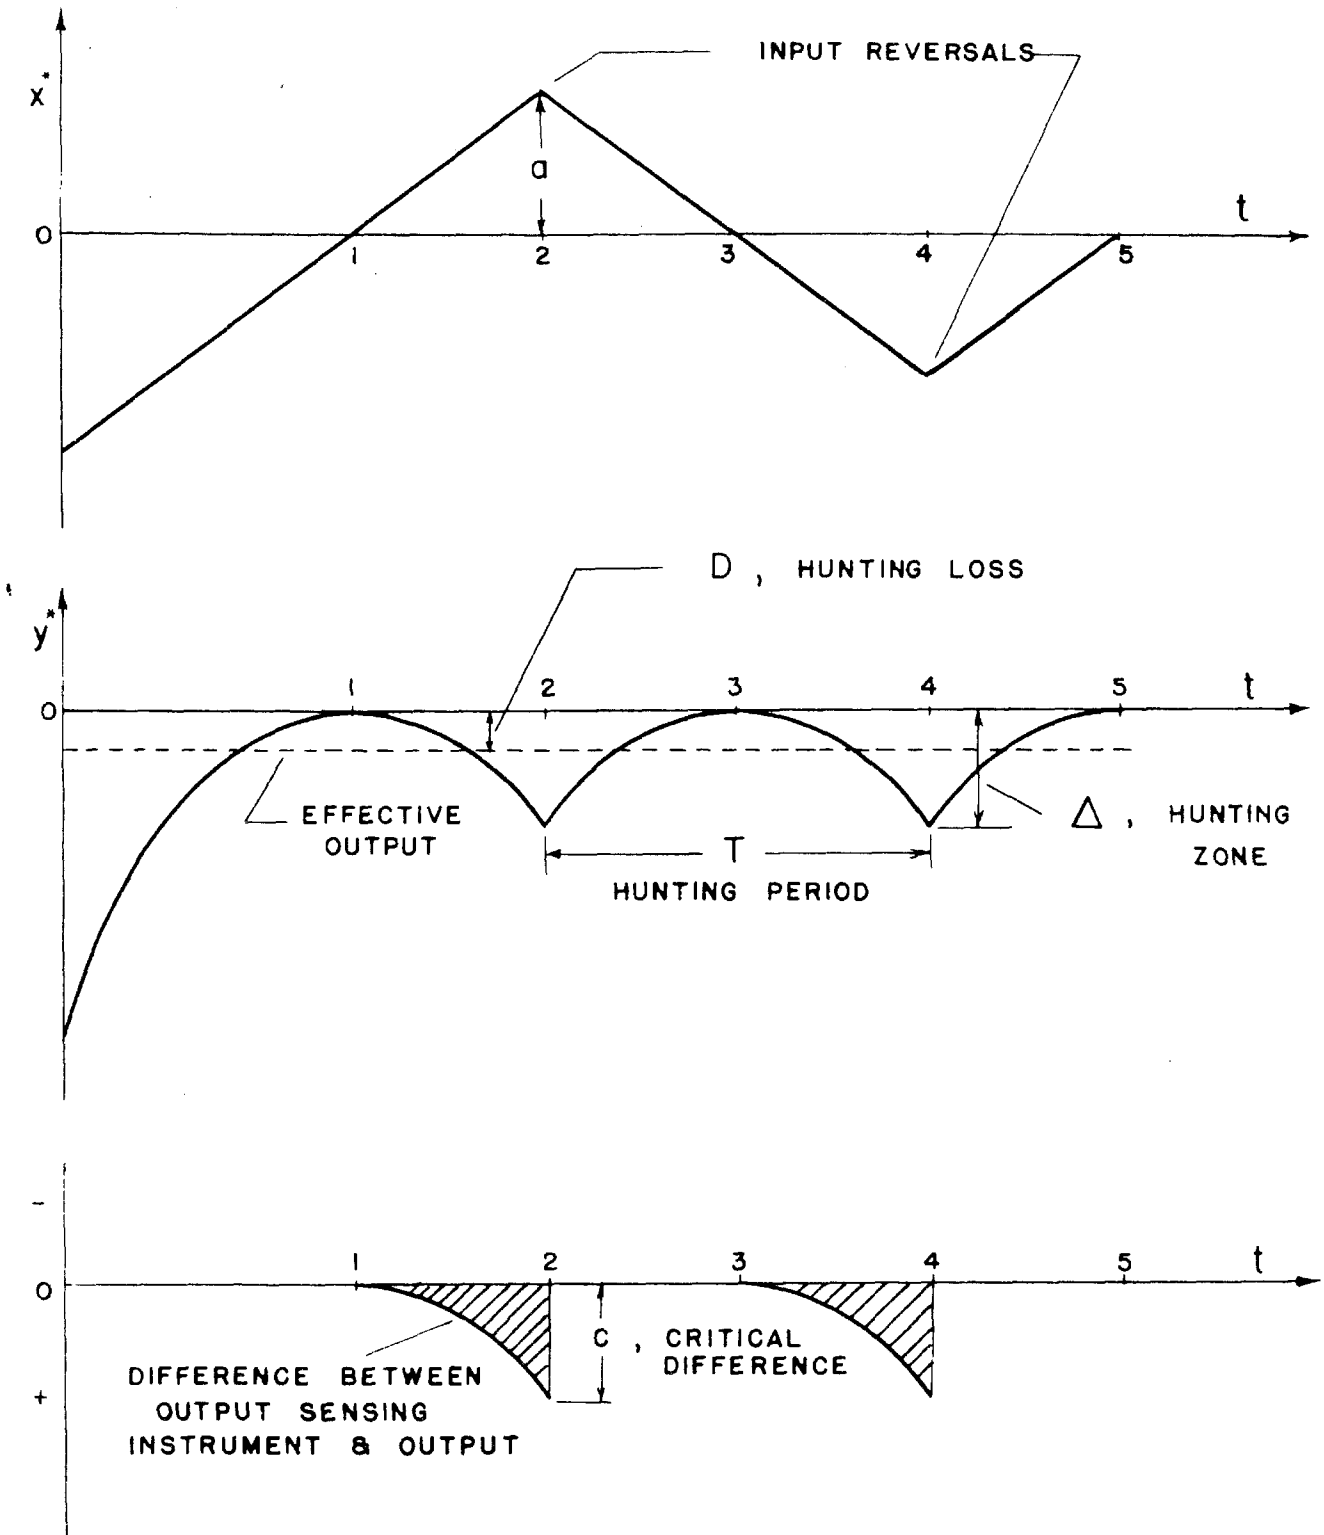 INPUT REVERSALS
x*
a
t
0
1 2 3 4 5
D , HUNTING LOSS
y*
1 2 3 4 5 t
0
EFFECTIVE
OUTPUT
Δ , HUNTING
ZONE
T
HUNTING PERIOD
-
1 2 3 4 5 t
0
C , CRITICAL
DIFFERENCE
+
DIFFERENCE BETWEEN
OUTPUT SENSING
INSTRUMENT & OUTPUT